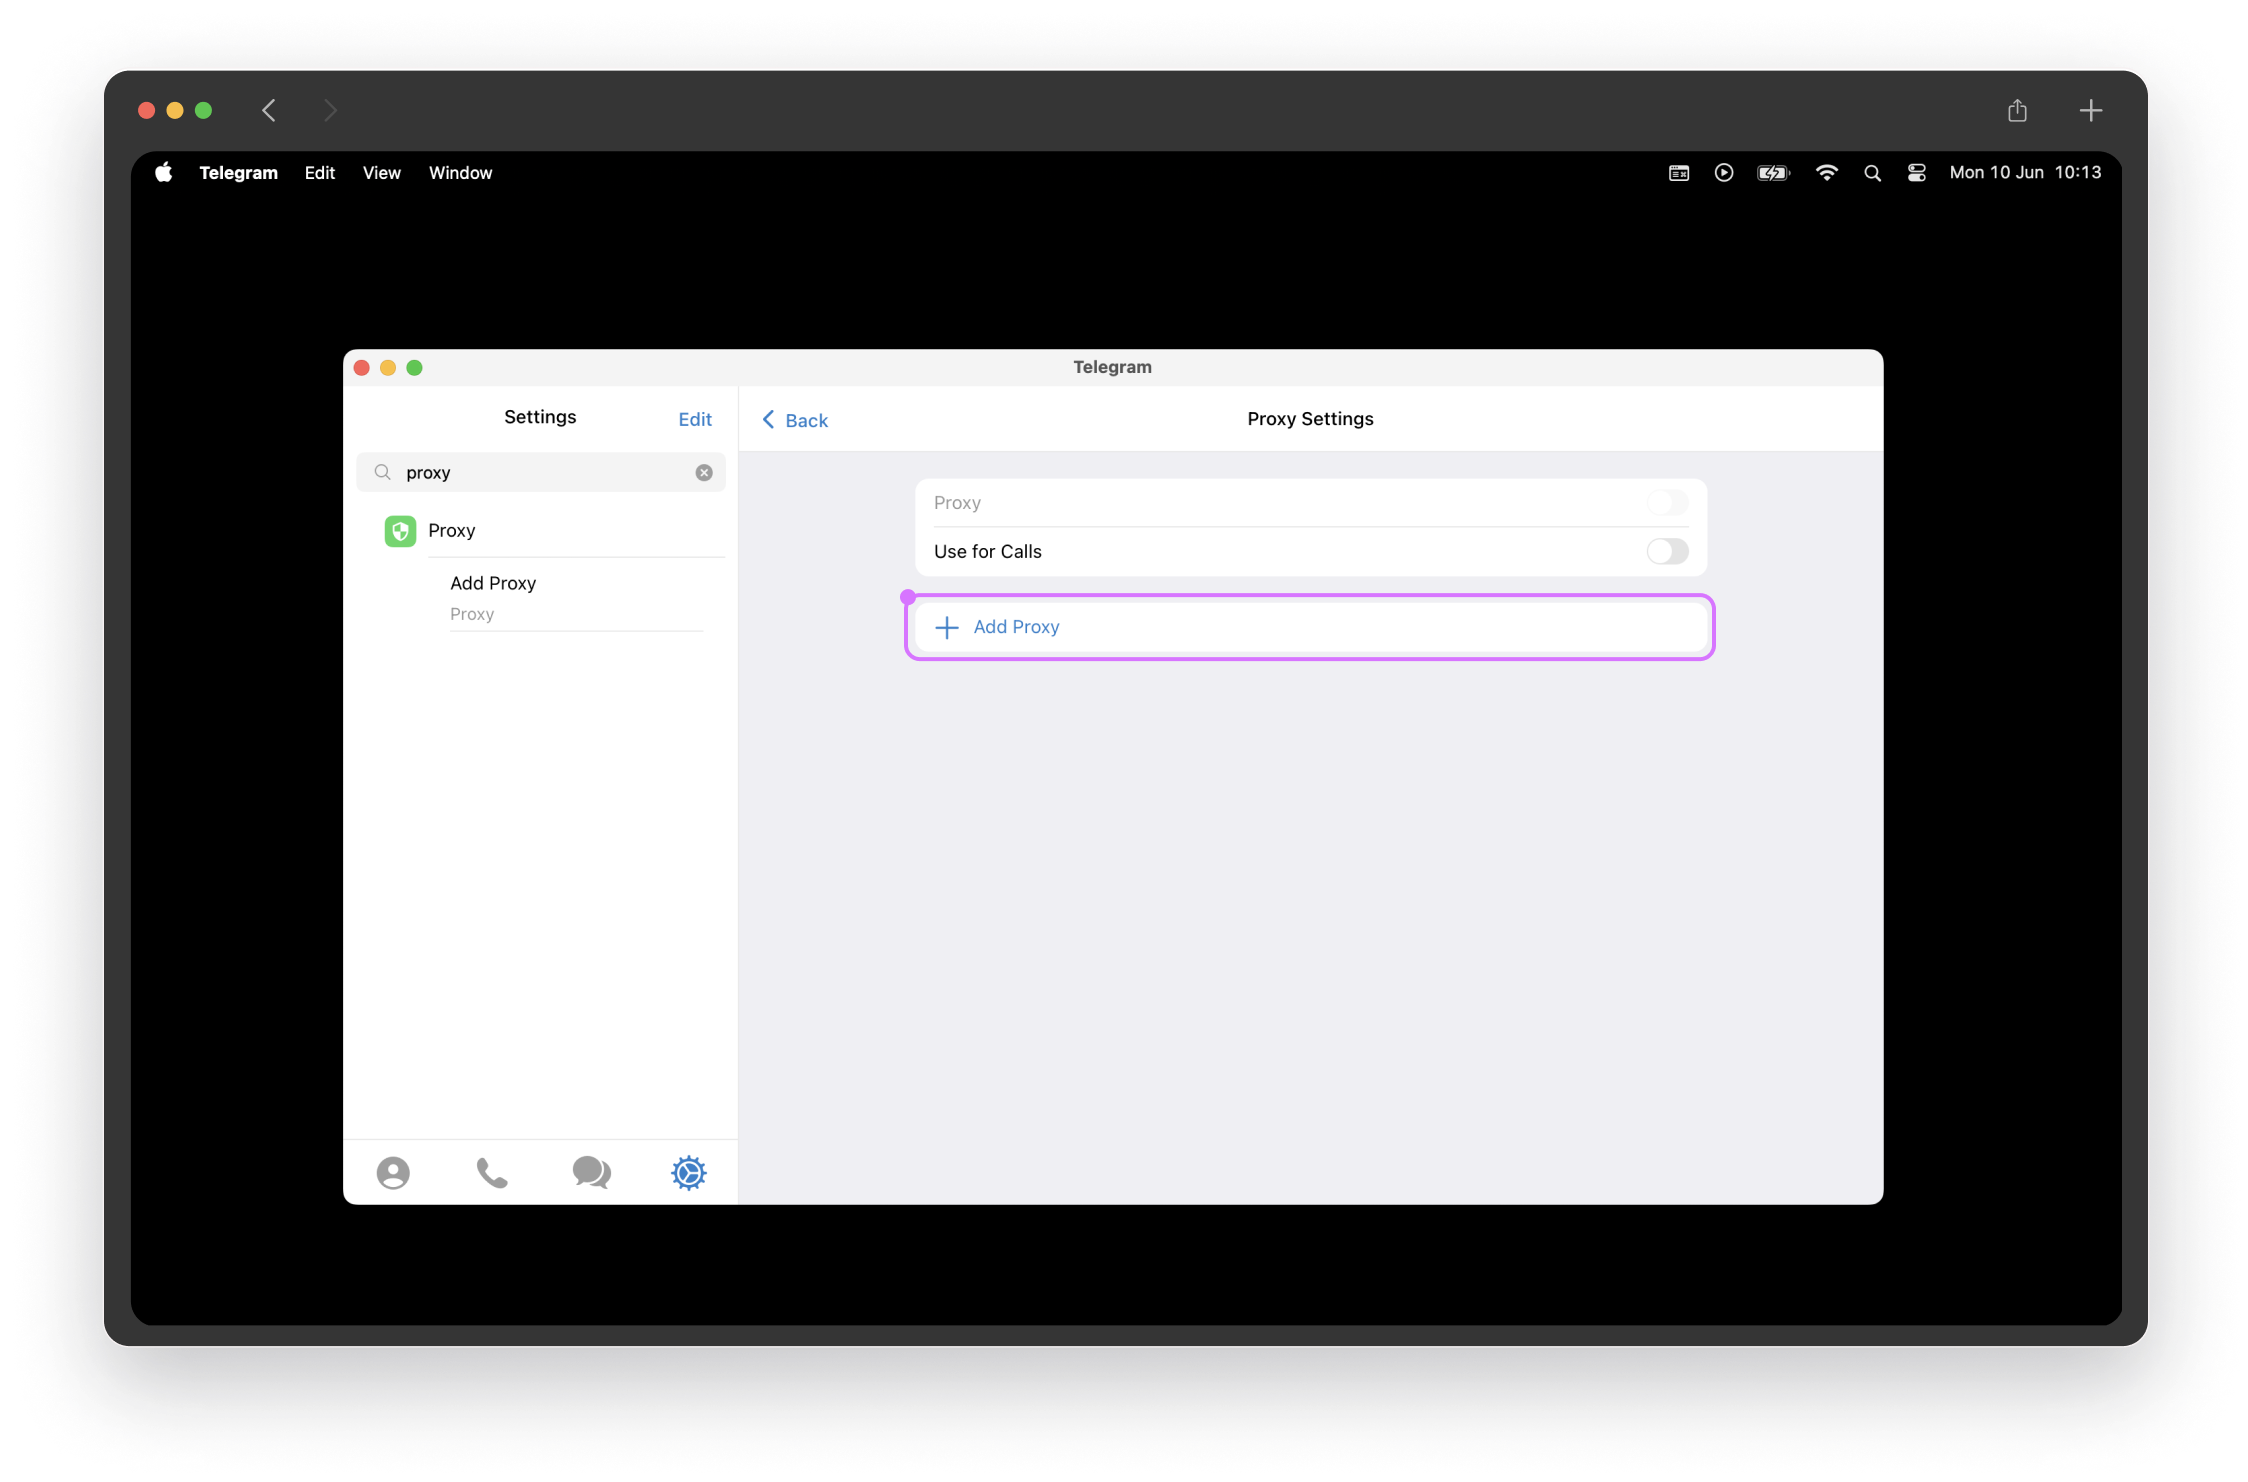 Telegram Edit View Window Mon 10 Jun 10:13
Telegram
Settings Edit
proxy
Proxy
Add Proxy
Proxy
Back Proxy Settings
Proxy
Use for Calls
Add Proxy